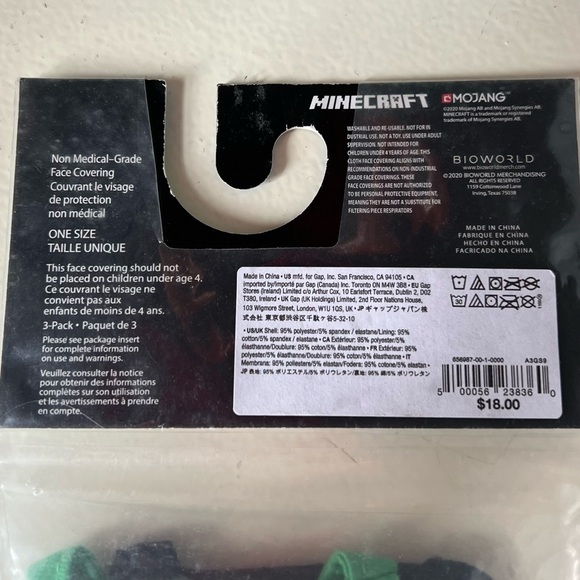 MINECRAFT
MOJANG™
©2020 Mojang AB and Mojang Synergies AB.
MINECRAFT is a trademark or registered
trademark of Mojang Synergies AB.
WASHABLE AND RE-USABLE. NOT FOR IN
DUSTRIAL USE. NOT A TOY. USE UNDER ADULT
SUPERVISION. NOT INTENDED FOR
CHILDREN UNDER 4 YEARS OF AGE. THIS
CLOTH FACE COVERING ALIGNS WITH
RECOMMENDATIONS ON NON-INDUSTRIAL
GRADE FACE COVERINGS. THESE
FACE COVERINGS ARE NOT AUTHORIZED
TO BE PERSONAL PROTECTIVE EQUIPMENT,
MEANING THEY ARE NOT A SUBSTITUTE FOR
FILTERING PIECE RESPIRATORS
BIOWORLD
www.bioworldmerch.com
©2020 BIOWORLD MERCHANDISING
ALL RIGHTS RESERVED
1159 Cottonwood Lane
Irving, Texas 75038
MADE IN CHINA
FABRIQUE EN CHINA
HECHO EN CHINA
FACRICADO NA CHINA
Non Medical–Grade
Face Covering
Couvrant le visage
de protection
non médical
ONE SIZE
TAILLE UNIQUE
This face covering should not
be placed on children under age 4.
Ce couvrant le visage ne
convient pas aux
enfants de moins de 4 ans.
3-Pack • Paquet de 3
Please see package insert
for complete information
on use and warnings.
Veuillez consulter la notice
pour obtenir des informations
complètes sur son utilisation
et les avertissements à prendre
en compte.
Made in China • US mfd. for Gap, Inc. San Francisco, CA 94105 • CA
imported by/importé par Gap (Canada) Inc. Toronto ON M4W 3B8 • EU Gap
Stores (Ireland) Limited c/o Arthur Cox, 10 Earlsfort Terrace, Dublin 2, D02
T380, Ireland • UK Gap (UK Holdings) Limited, 2nd Floor Nations House,
103 Wigmore Street, London, W1U 1QS, UK • JP ギャップジャパン株
式会社 東京都渋谷区千駄ヶ谷5-32-10
• US/UK Shell: 95% polyester/5% spandex / elastane/Lining: 95%
cotton/5% spandex / elastane • CA Extérieur: 95% polyester/5%
élasthanne/Doublure: 95% coton/5% élasthanne • FR Extérieur: 95%
polyester/5% élasthanne/Doublure: 95% coton/5% élasthanne • IT
Membrana: 95% poliestere/5% elastan/Fodera: 95% cotone/5% elastan
• JP 表地: 95% ポリエステル/5% ポリウレタン/裏地: 95% 綿/5% ポリウレタン
656987-00-1-0000 A3GS9
5 00056 23836 0
$18.00